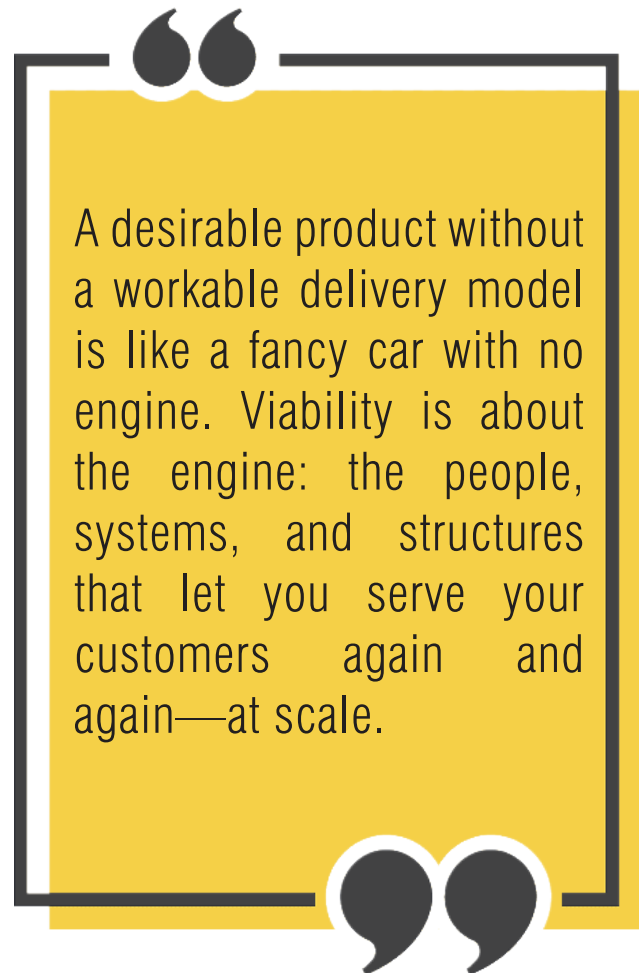 A desirable product without
a workable delivery model
is like a fancy car with no
engine. Viability is about
the engine: the people,
systems, and structures
that let you serve your
customers again and
again—at scale.